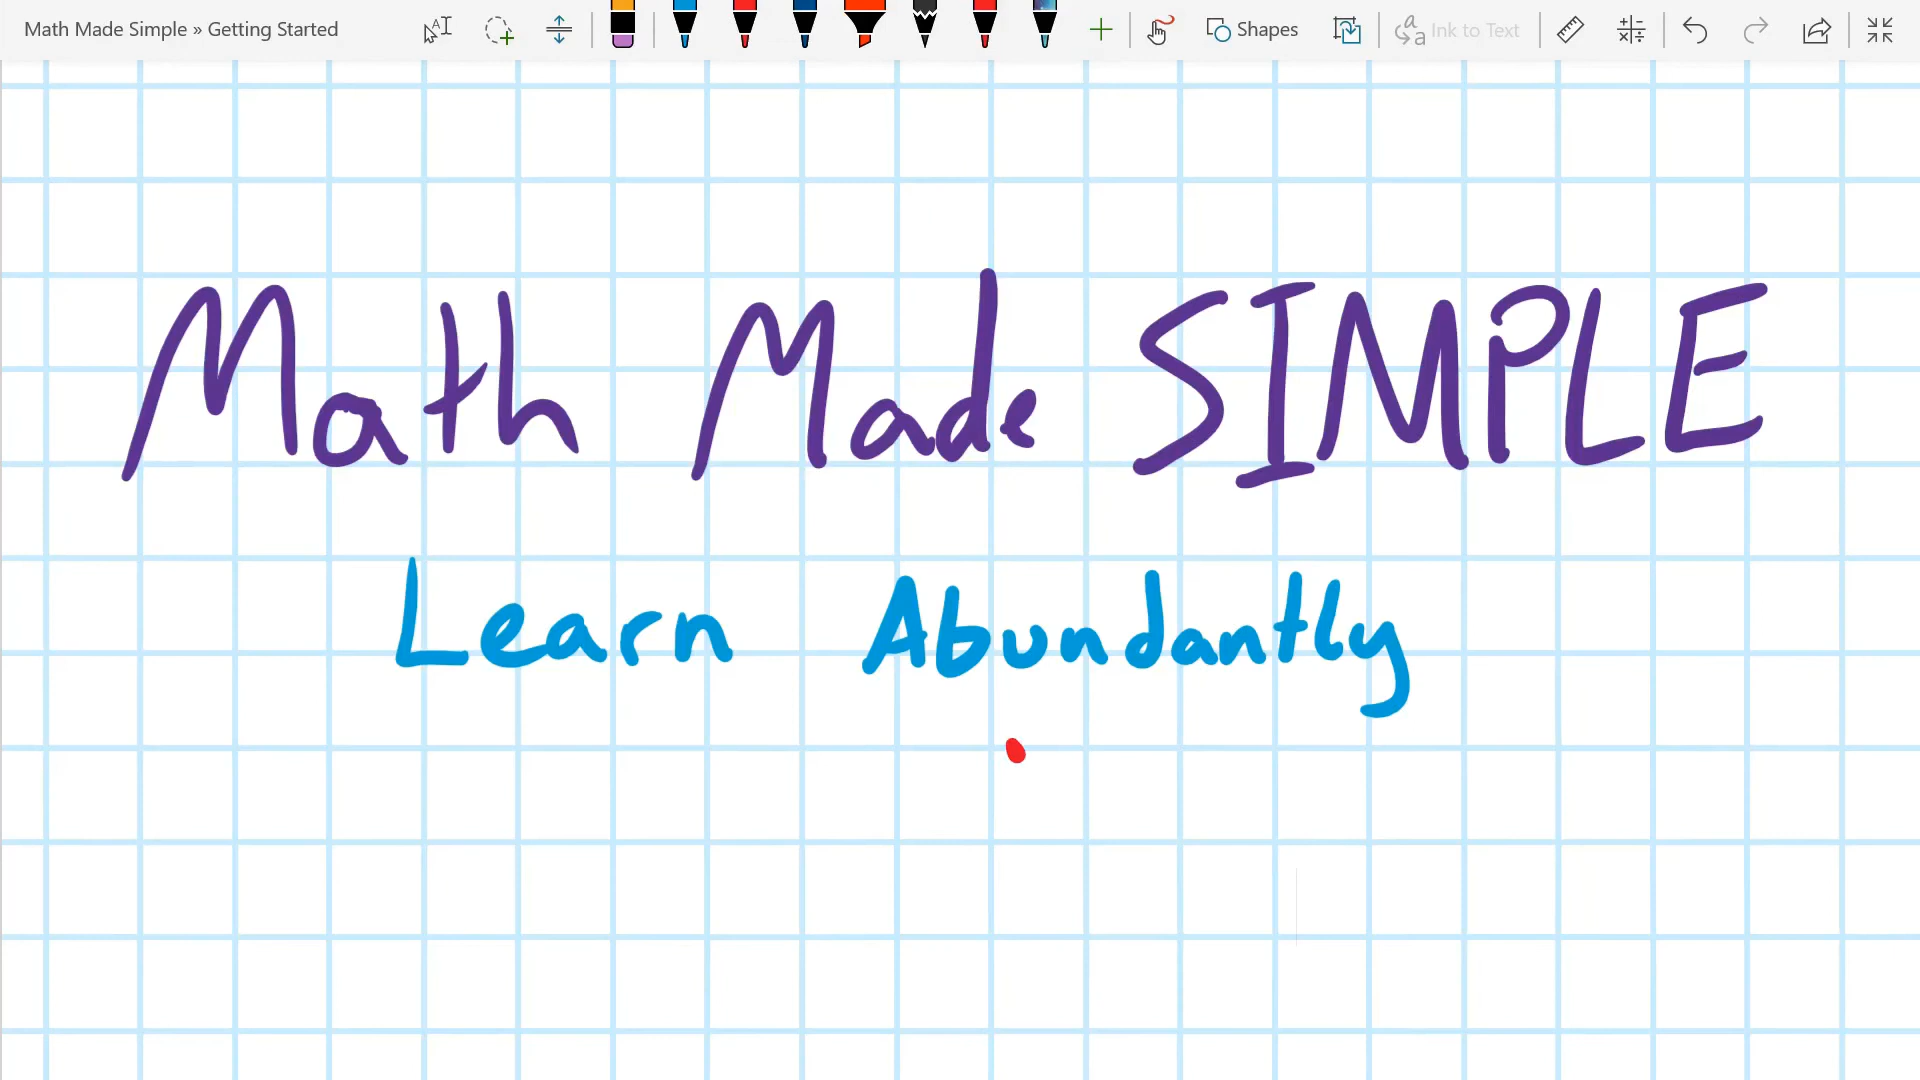 Math Made Simple » Getting Started
Shapes
Ink to Text
Math Made SIMPLE
Learn Abundantly